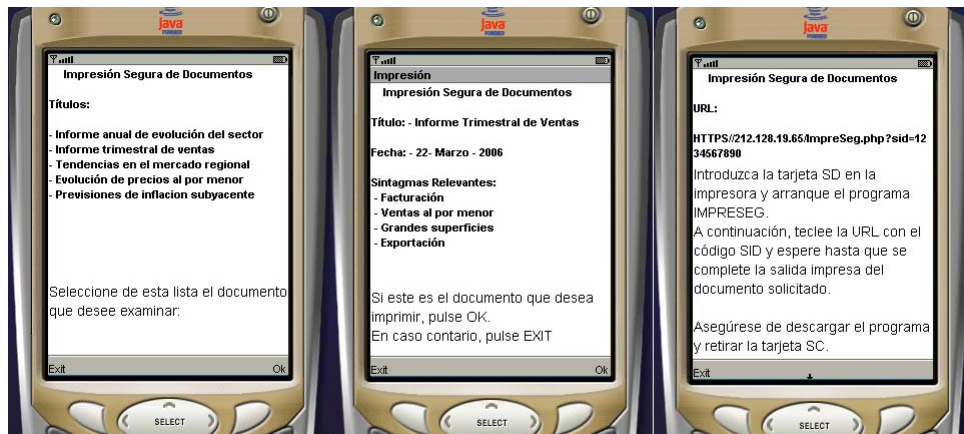 Java
POWERED
Impresión Segura de Documentos
Títulos:
- Informe anual de evolución del sector
- Informe trimestral de ventas
- Tendencias en el mercado regional
- Evolución de precios al por menor
- Previsiones de inflacion subyacente
Seleccione de esta lista el documento
que desee examinar:
Exit Ok
SELECT
Java
POWERED
Impresión
Impresión Segura de Documentos
Título: - Informe Trimestral de Ventas
Fecha: - 22- Marzo - 2006
Sintagmas Relevantes:
- Facturación
- Ventas al por menor
- Grandes superficies
- Exportación
Si este es el documento que desea
imprimir, pulse OK.
En caso contario, pulse EXIT
Exit Ok
SELECT
Java
POWERED
Impresión Segura de Documentos
URL:
HTTPS//212.128.19.65/ImpreSeg.php?sid=12
34567890
Introduzca la tarjeta SD en la
impresora y arranque el programa
IMPRESEG.
A continuación, teclee la URL con el
código SID y espere hasta que se
complete la salida impresa del
documento solicitado.
Asegúrese de descargar el programa
y retirar la tarjeta SC.
Exit
SELECT